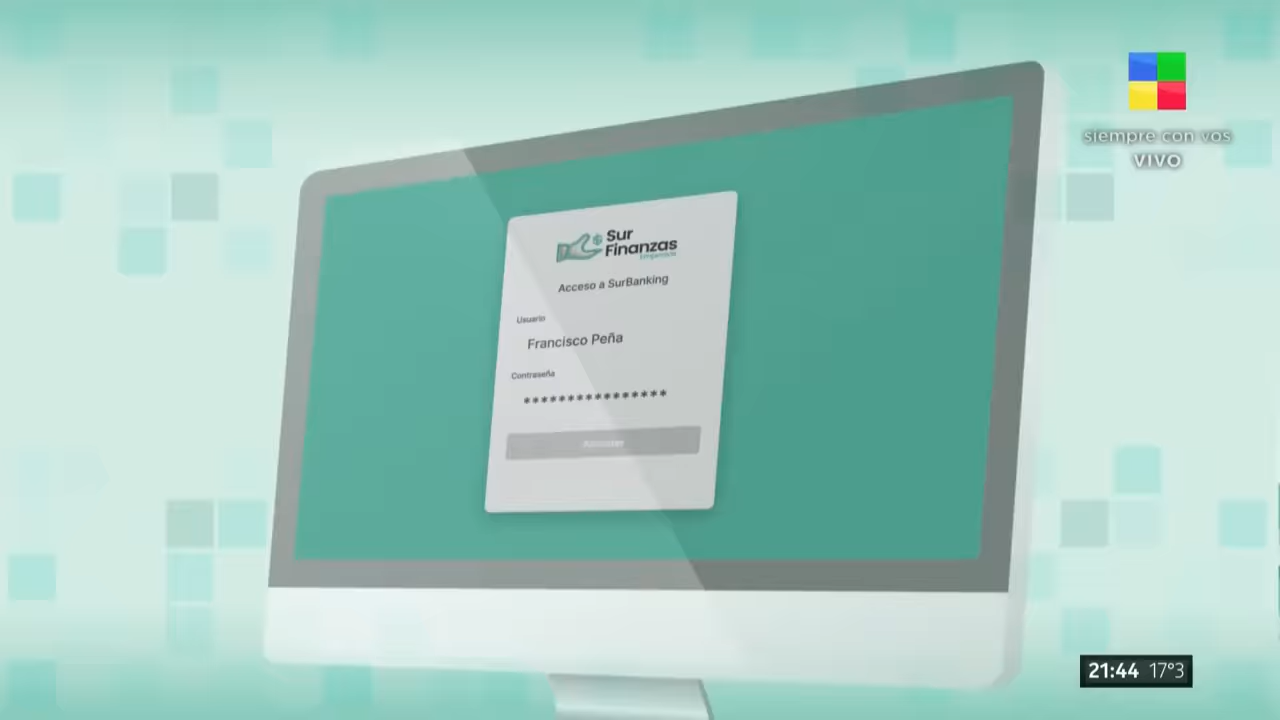 siempre con vos
VIVO
Sur
Finanzas
Acceso a SurBanking
Usuario
Francisco Peña
Contraseña
****************
21:44 17°3